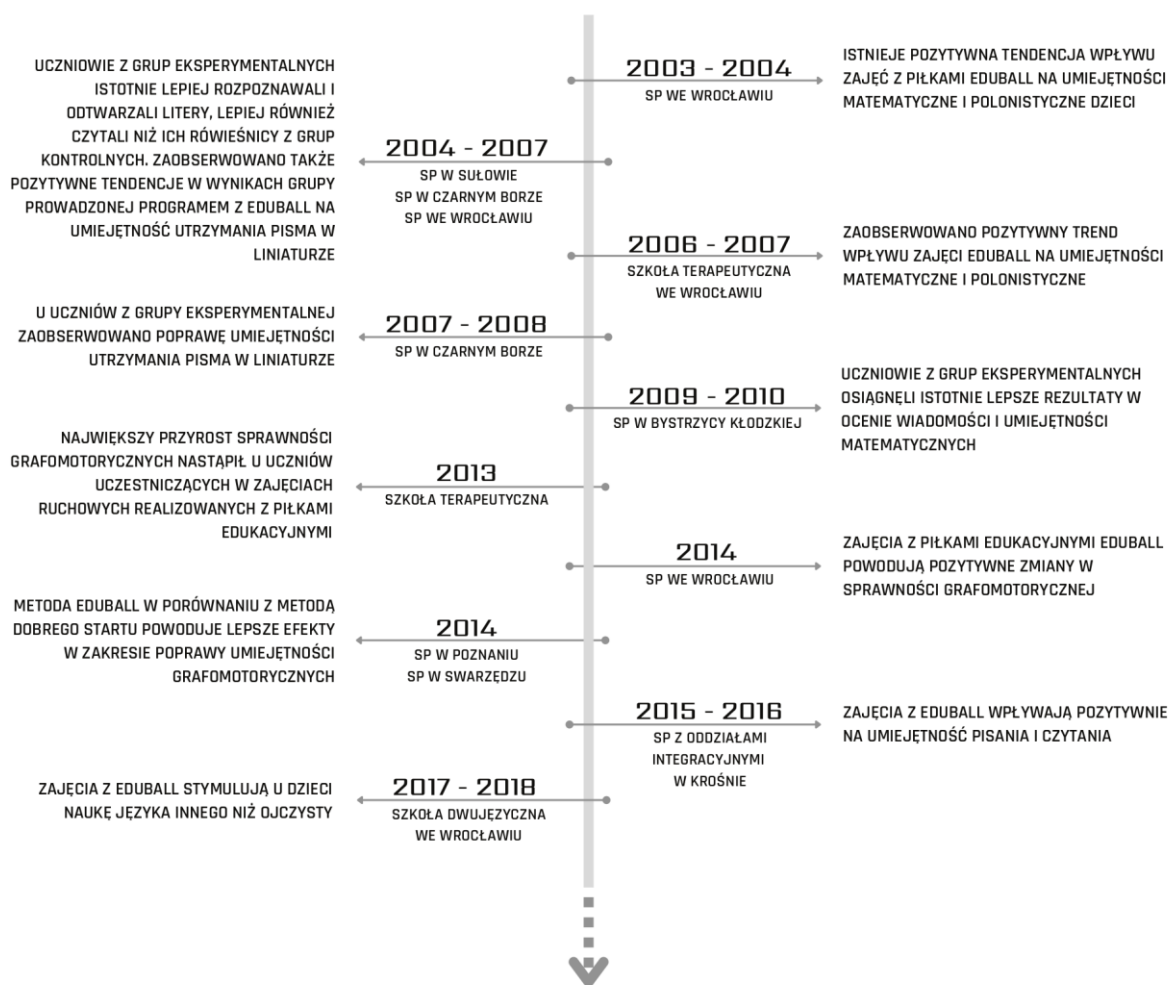 2003 - 2004
SP WE WROCŁAWIU
ISTNIEJE POZYTYWNA TENDENCJA WPŁYWU
ZAJĘĆ Z PIŁKAMI EDUBALL NA UMIEJĘTNOŚCI
MATEMATYCZNE I POLONISTYCZNE DZIECI
UCZNIOWIE Z GRUP EKSPERYMENTALNYCH
ISTOTNIE LEPIEJ ROZPOZNAWALI I
ODTWARZALI LITERY, LEPIEJ RÓWNIEŻ
CZYTALI NIŻ ICH RÓWIEŚNICY Z GRUP
KONTROLNYCH. ZAOBSERWOWANO TAKŻE
POZYTYWNE TENDENCJE W WYNIKACH GRUPY
PROWADZONEJ PROGRAMEM Z EDUBALL NA
UMIEJĘTNOŚĆ UTRZYMANIA PISMA W
LINIATURZE
2004 - 2007
SP W SUŁOWIE
SP W CZARNYM BORZE
SP WE WROCŁAWIU
2006 - 2007
SZKOŁA TERAPEUTYCZNA
WE WROCŁAWIU
ZAOBSERWOWANO POZYTYWNY TREND
WPŁYWU ZAJĘCI EDUBALL NA UMIEJĘTNOŚCI
MATEMATYCZNE I POLONISTYCZNE
U UCZNIÓW Z GRUPY EKSPERYMENTALNEJ
ZAOBSERWOWANO POPRAWĘ UMIEJĘTNOŚCI
UTRZYMANIA PISMA W LINIATURZE
2007 - 2008
SP W CZARNYM BORZE
2009 - 2010
SP W BYSTRZYCY KŁODZKIEJ
UCZNIOWIE Z GRUP EKSPERYMENTALNYCH
OSIĄGNĘLI ISTOTNIE LEPSZE REZULTATY W
OCENIE WIADOMOŚCI I UMIEJĘTNOŚCI
MATEMATYCZNYCH
NAJWIĘKSZY PRZYROST SPRAWNOŚCI
GRAFOMOTORYCZNYCH NASTĄPIŁ U UCZNIÓW
UCZESTNICZĄCYCH W ZAJĘCIACH
RUCHOWYCH REALIZOWANYCH Z PIŁKAMI
EDUKACYJNYMI
2013
SZKOŁA TERAPEUTYCZNA
2014
SP WE WROCŁAWIU
ZAJĘCIA Z PIŁKAMI EDUKACYJNYMI EDUBALL
POWODUJĄ POZYTYWNE ZMIANY W
SPRAWNOŚCI GRAFOMOTORYCZNEJ
METODA EDUBALL W PORÓWNANIU Z METODĄ
DOBREGO STARTU POWODUJE LEPSZE EFEKTY
W ZAKRESIE POPRAWY UMIEJĘTNOŚCI
GRAFOMOTORYCZNYCH
2014
SP W POZNANIU
SP W SWARZĘDZU
2015 - 2016
SP Z ODDZIAŁAMI
INTEGRACYJNYMI
W KROŚNIE
ZAJĘCIA Z EDUBALL WPŁYWAJĄ POZYTYWNIE
NA UMIEJĘTNOŚĆ PISANIA I CZYTANIA
ZAJĘCIA Z EDUBALL STYMULUJĄ U DZIECI
NAUKĘ JĘZYKA INNEGO NIŻ OJCZYSTY
2017 - 2018
SZKOŁA DWUJĘZYCZNA
WE WROCŁAWIU